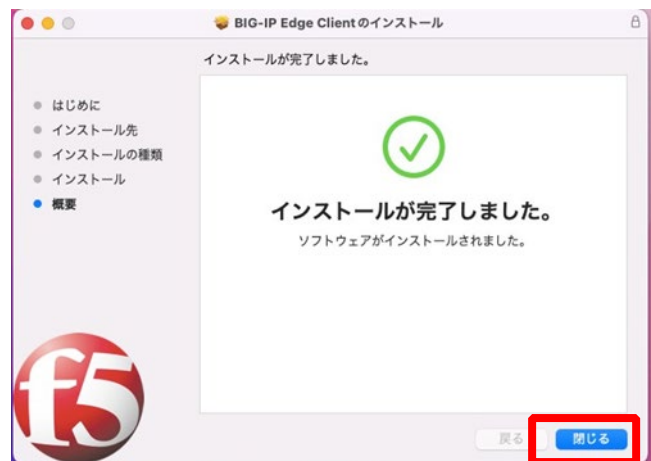 BIG-IP Edge Clientのインストール
インストールが完了しました。
はじめに
インストール先
インストールの種類
インストール
概要
インストールが完了しました。
ソフトウェアがインストールされました。
f5
戻る
閉じる